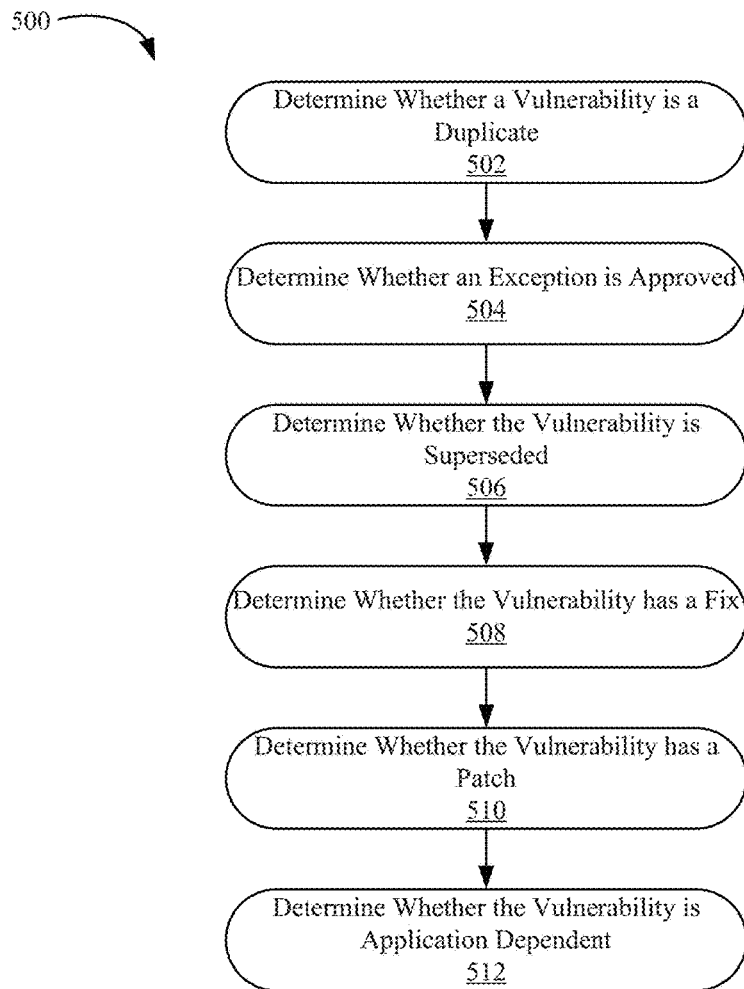 500
Determine Whether a Vulnerability is a
Duplicate
502
Determine Whether an Exception is Approved
504
Determine Whether the Vulnerability is
Superseded
506
Determine Whether the Vulnerability has a Fix
508
Determine Whether the Vulnerability has a
Patch
510
Determine Whether the Vulnerability is
Application Dependent
512